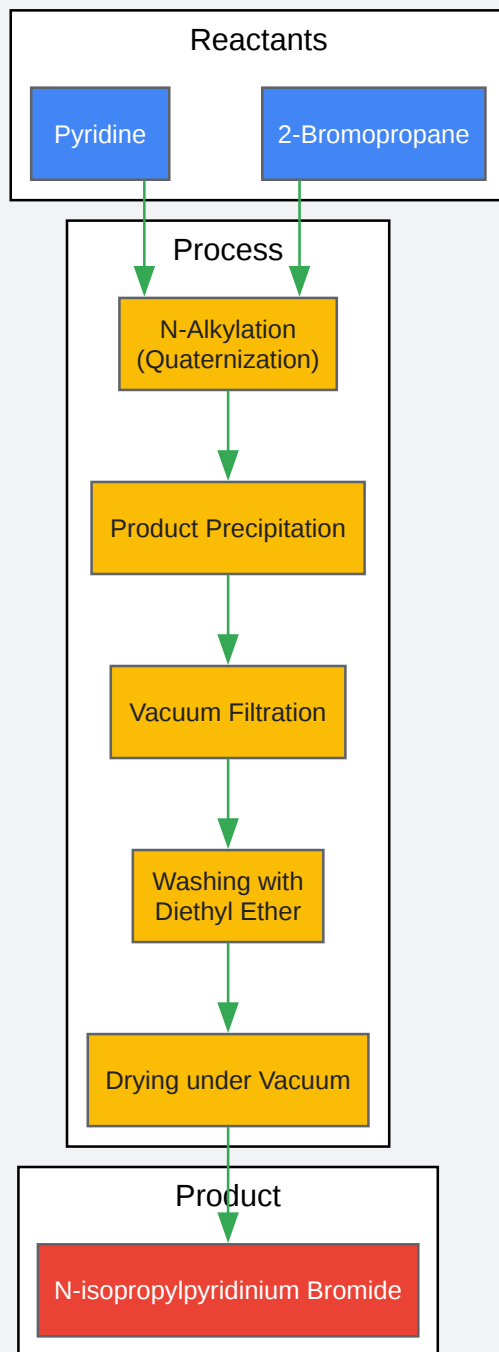 Reactants
Pyridine
2-Bromopropane
Process
N-Alkylation
(Quaternization)
Product Precipitation
Vacuum Filtration
Washing with
Diethyl Ether
Drying under Vacuum
Product
N-isopropylpyridinium Bromide